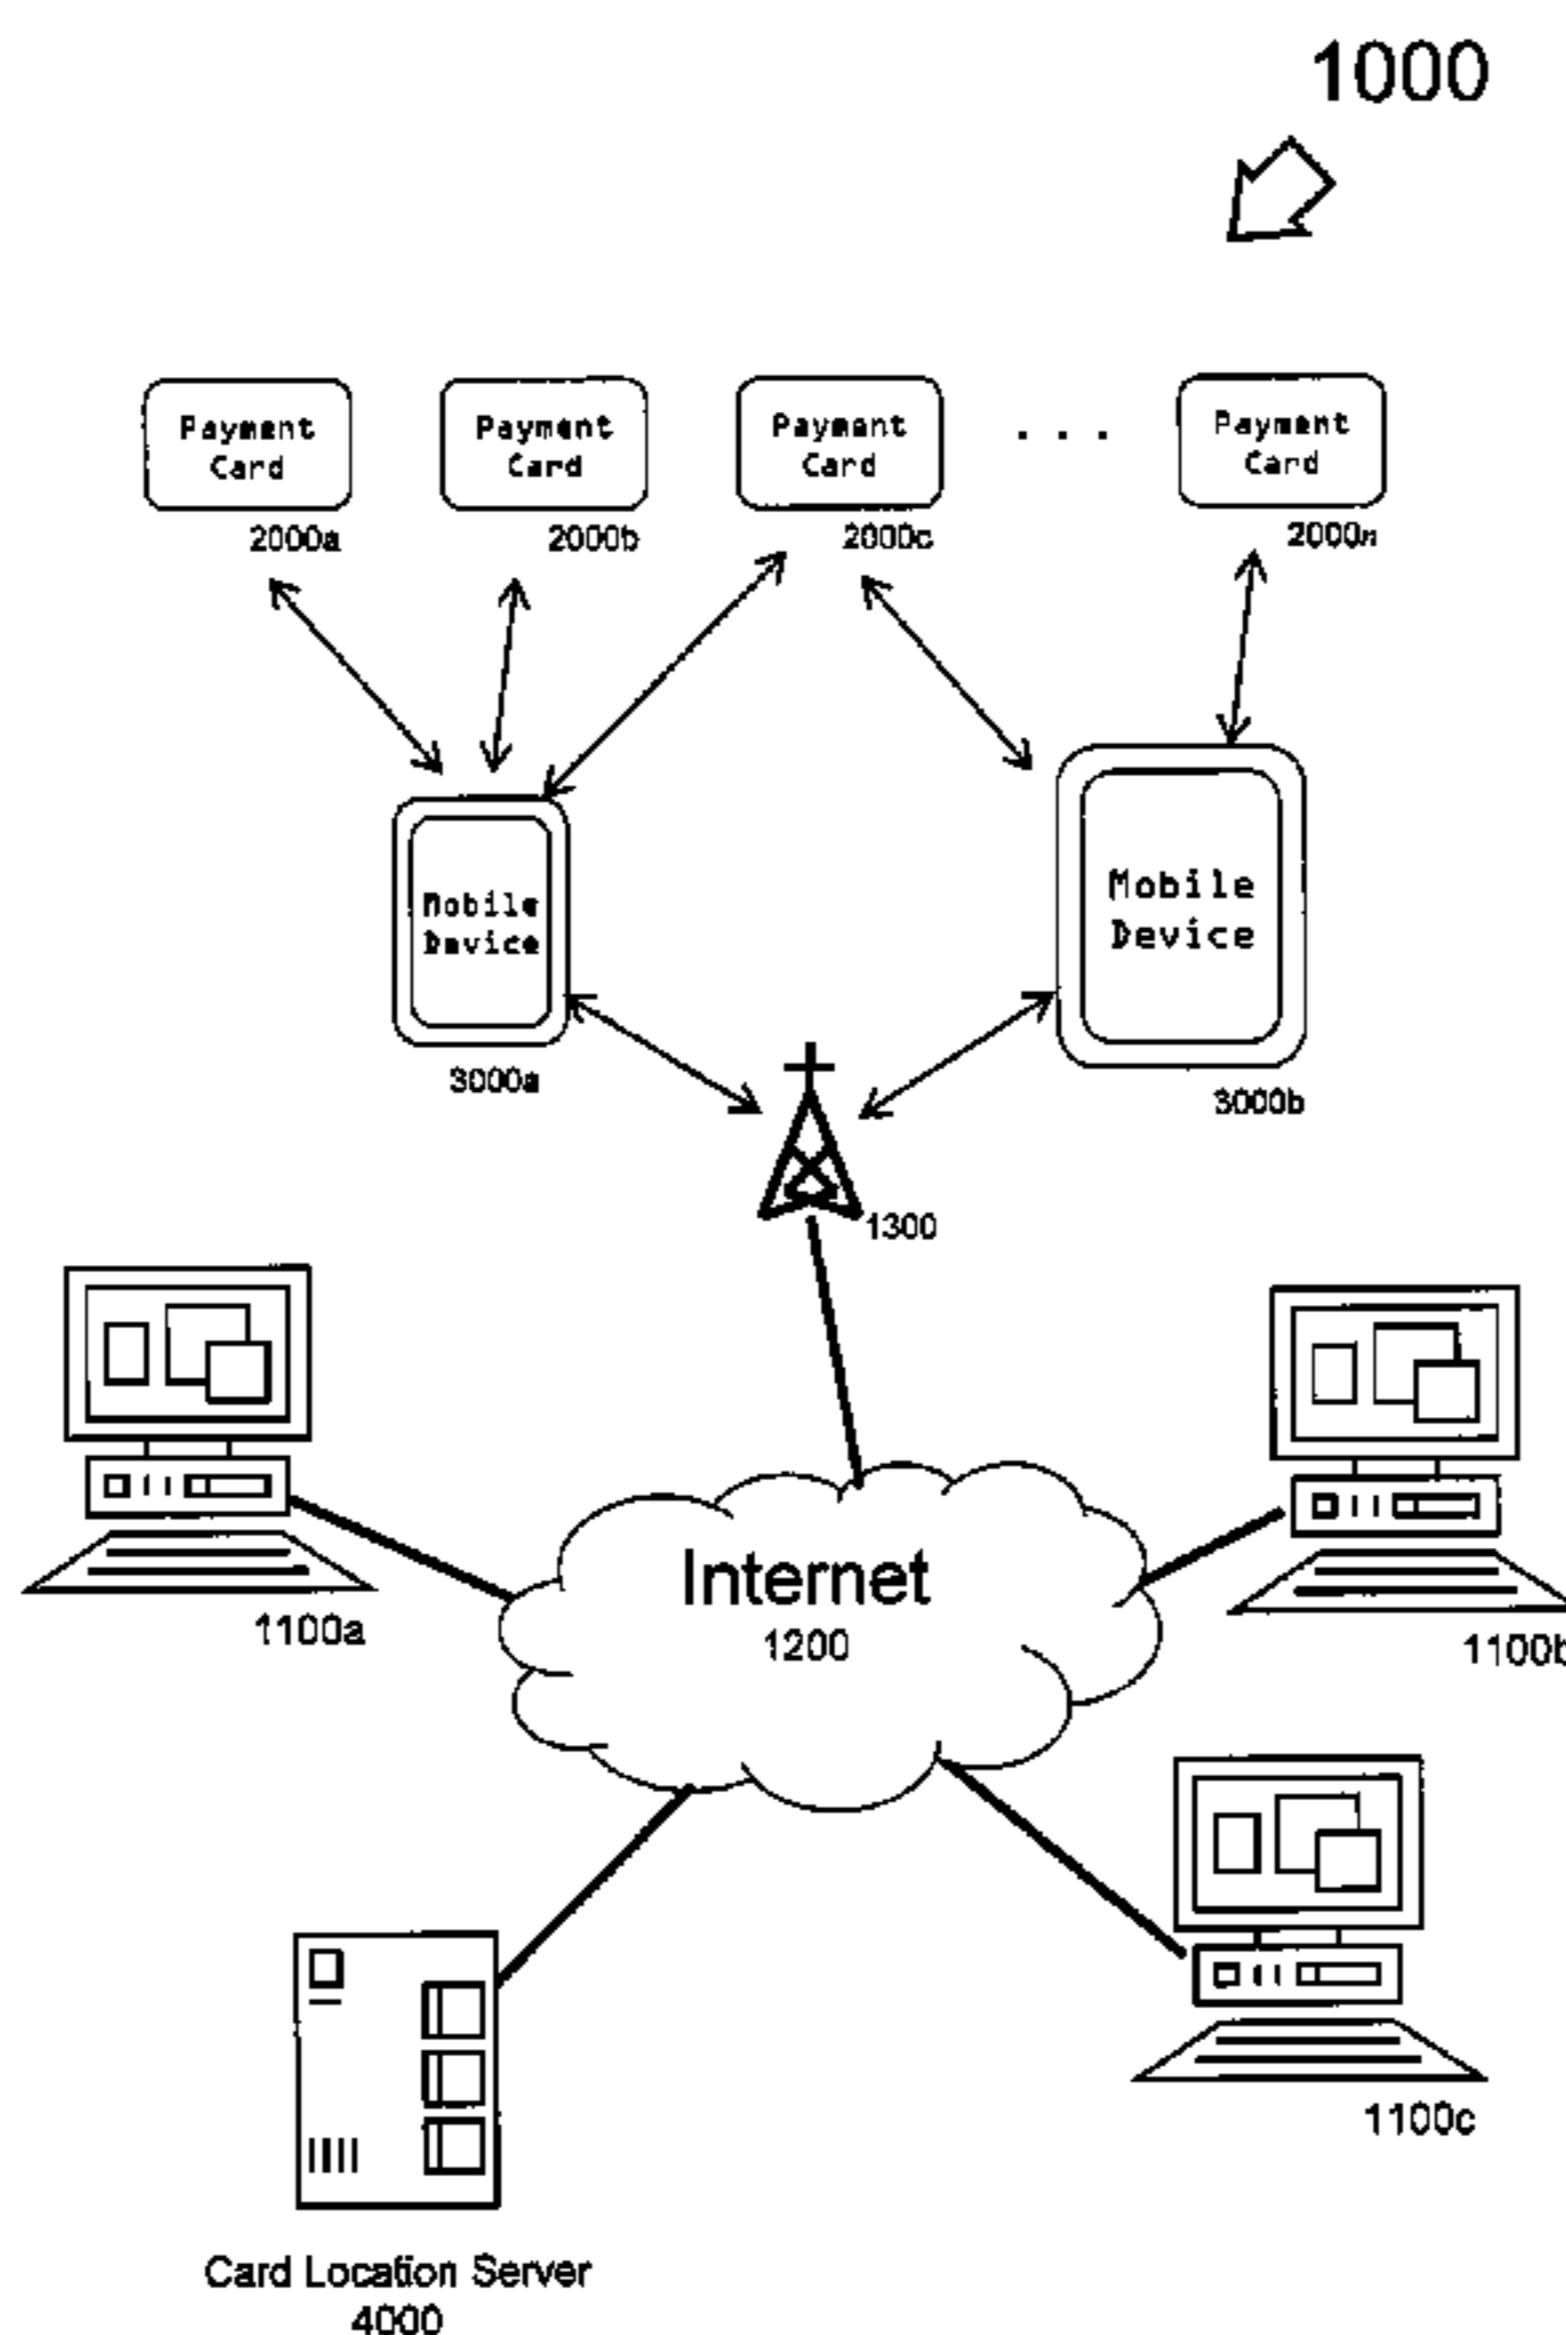 1000
Payment
Card
2000a
Payment
Card
2000b
Payment
Card
2000c
. . .
Payment
Card
2000n
Mobile
Device
3000a
Mobile
Device
3000b
1300
1100a
1100b
Internet
1200
1100c
Card Location Server
4000